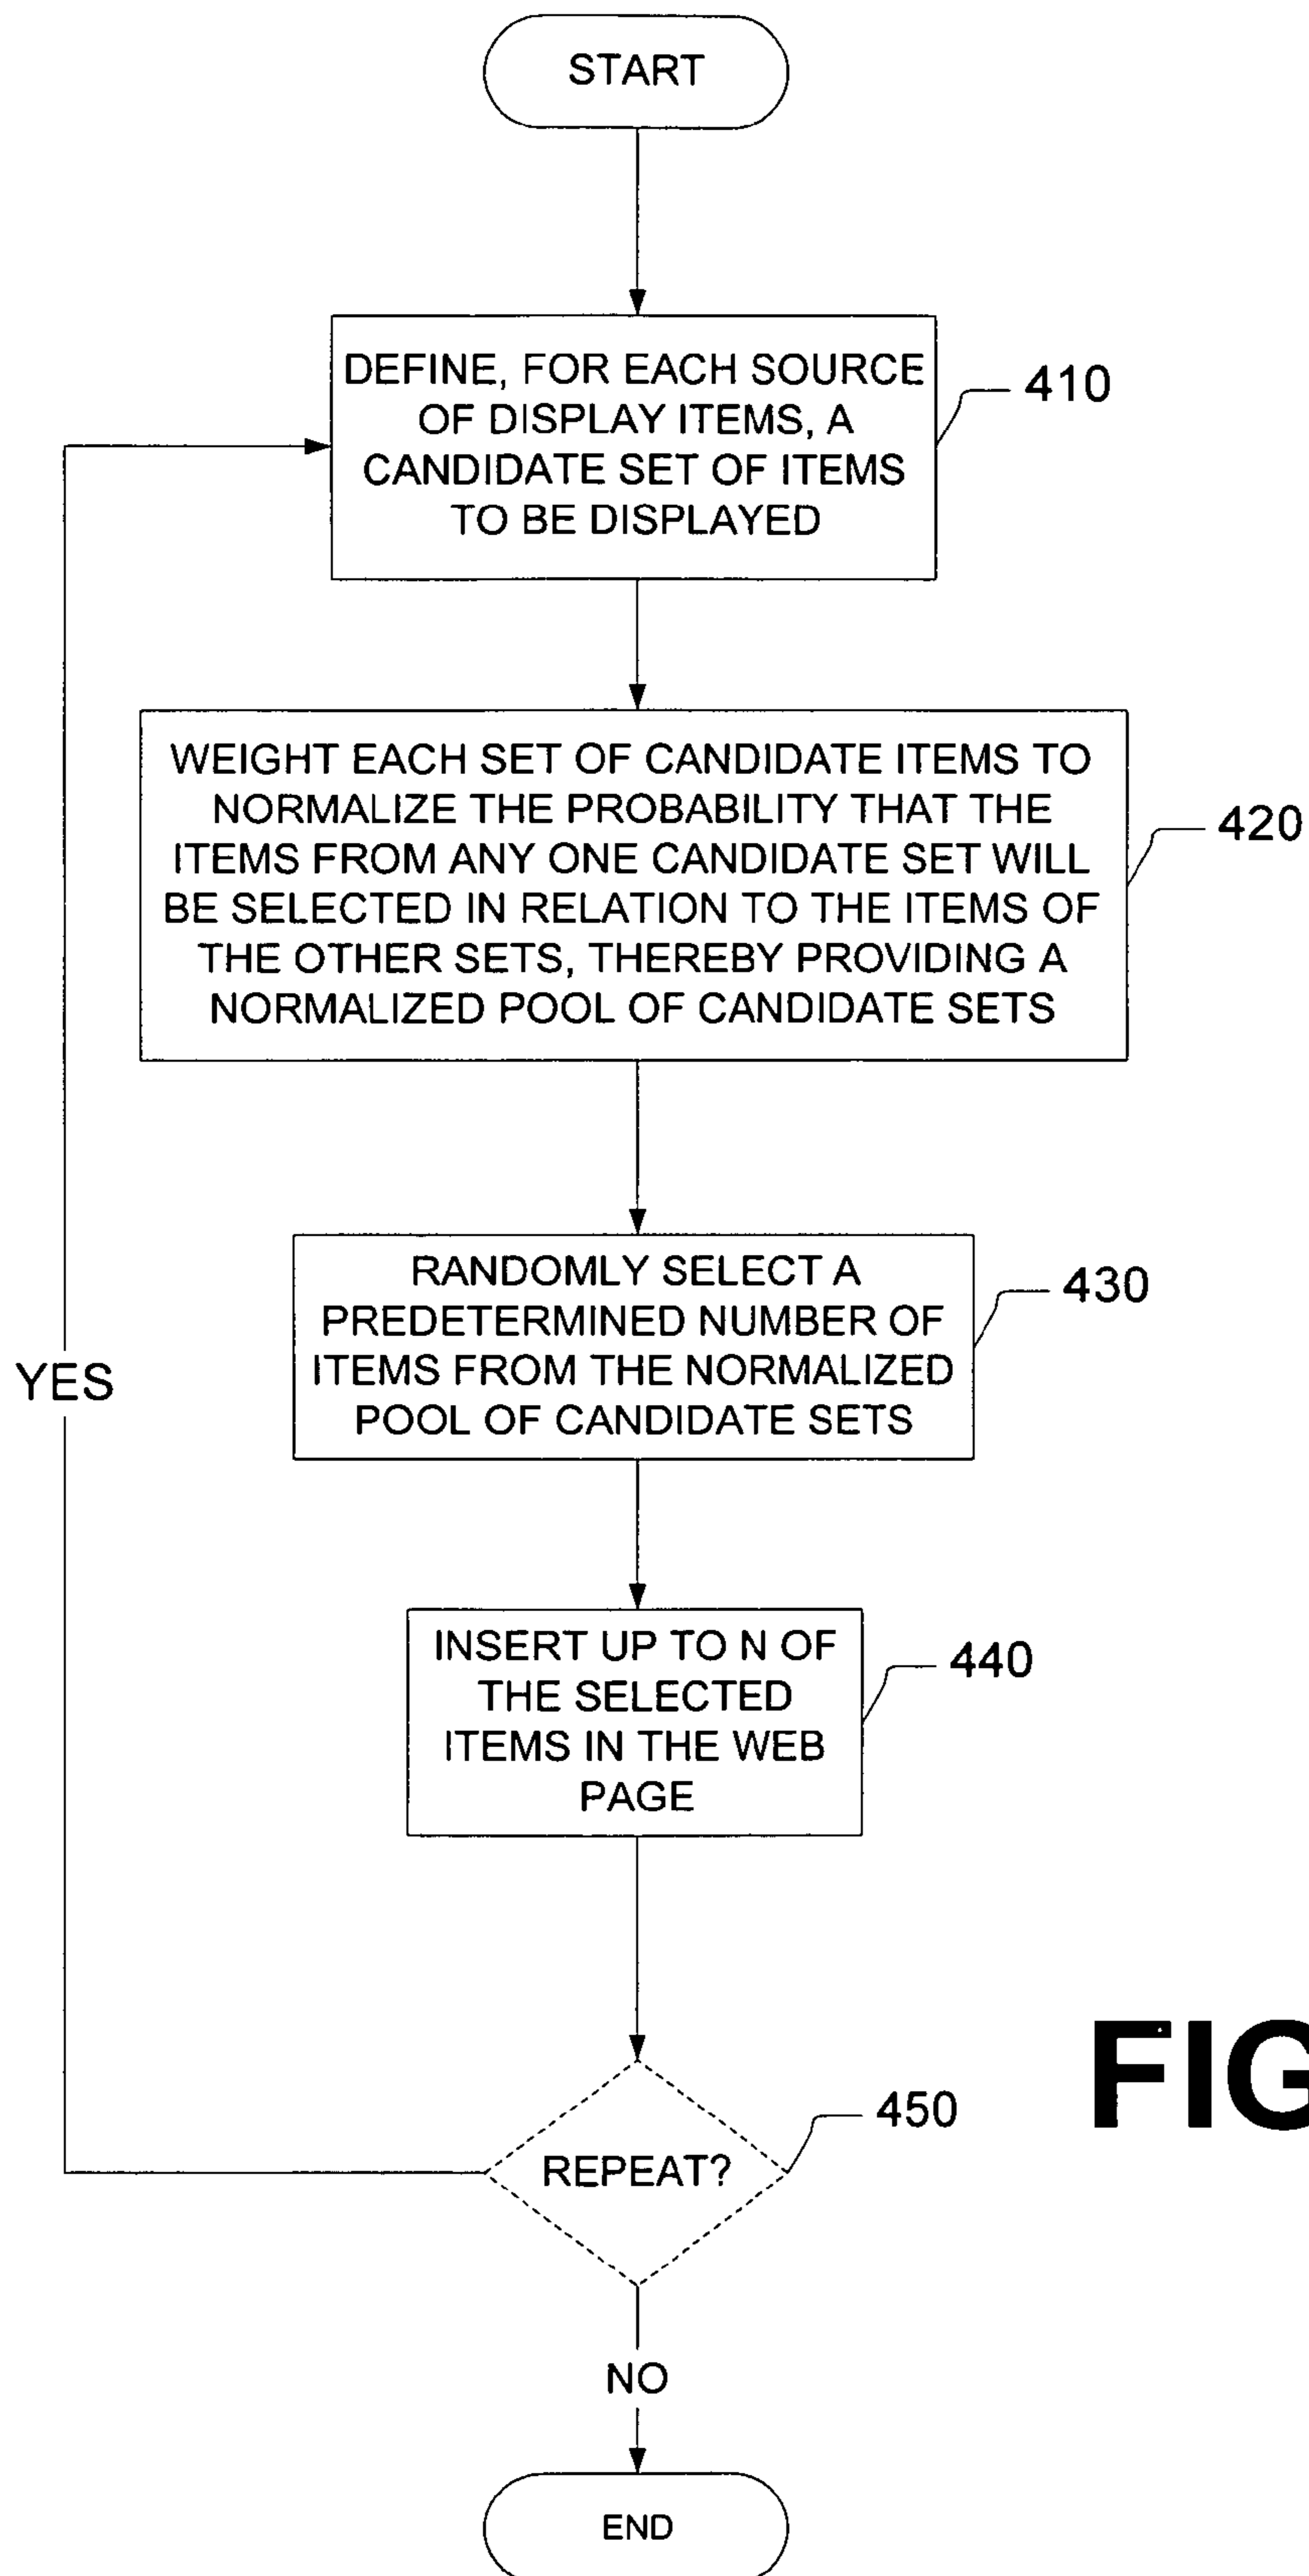 START
DEFINE, FOR EACH SOURCE
OF DISPLAY ITEMS, A
CANDIDATE SET OF ITEMS
TO BE DISPLAYED
410
WEIGHT EACH SET OF CANDIDATE ITEMS TO
NORMALIZE THE PROBABILITY THAT THE
ITEMS FROM ANY ONE CANDIDATE SET WILL
BE SELECTED IN RELATION TO THE ITEMS OF
THE OTHER SETS, THEREBY PROVIDING A
NORMALIZED POOL OF CANDIDATE SETS
420
RANDOMLY SELECT A
PREDETERMINED NUMBER OF
ITEMS FROM THE NORMALIZED
POOL OF CANDIDATE SETS
430
YES
INSERT UP TO N OF
THE SELECTED
ITEMS IN THE WEB
PAGE
440
FIG
REPEAT?
450
NO
END